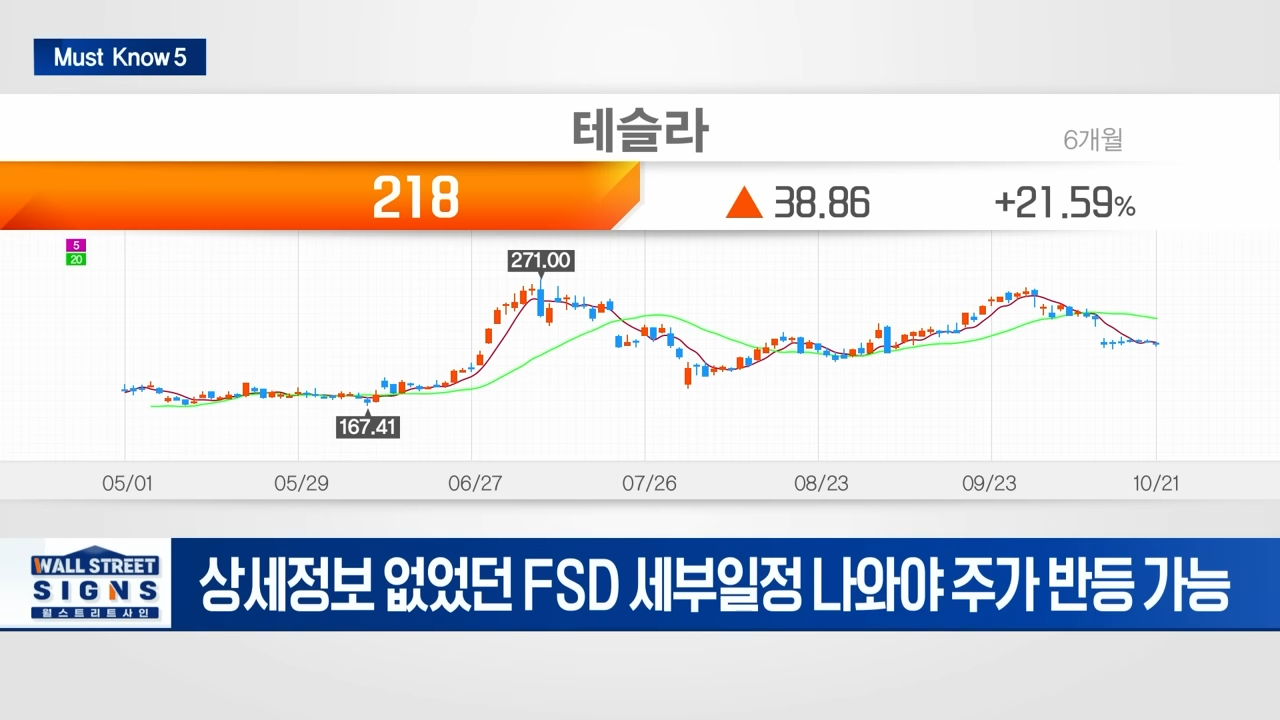 Must Know 5
테슬라
6개월
218
▲ 38.86
+21.59%
5
20
271.00
167.41
05/01 05/29 06/27 07/26 08/23 09/23 10/21
WALL STREET
SIGNS
월스트리트사인
상세정보 없었던 FSD 세부일정 나와야 주가 반등 가능